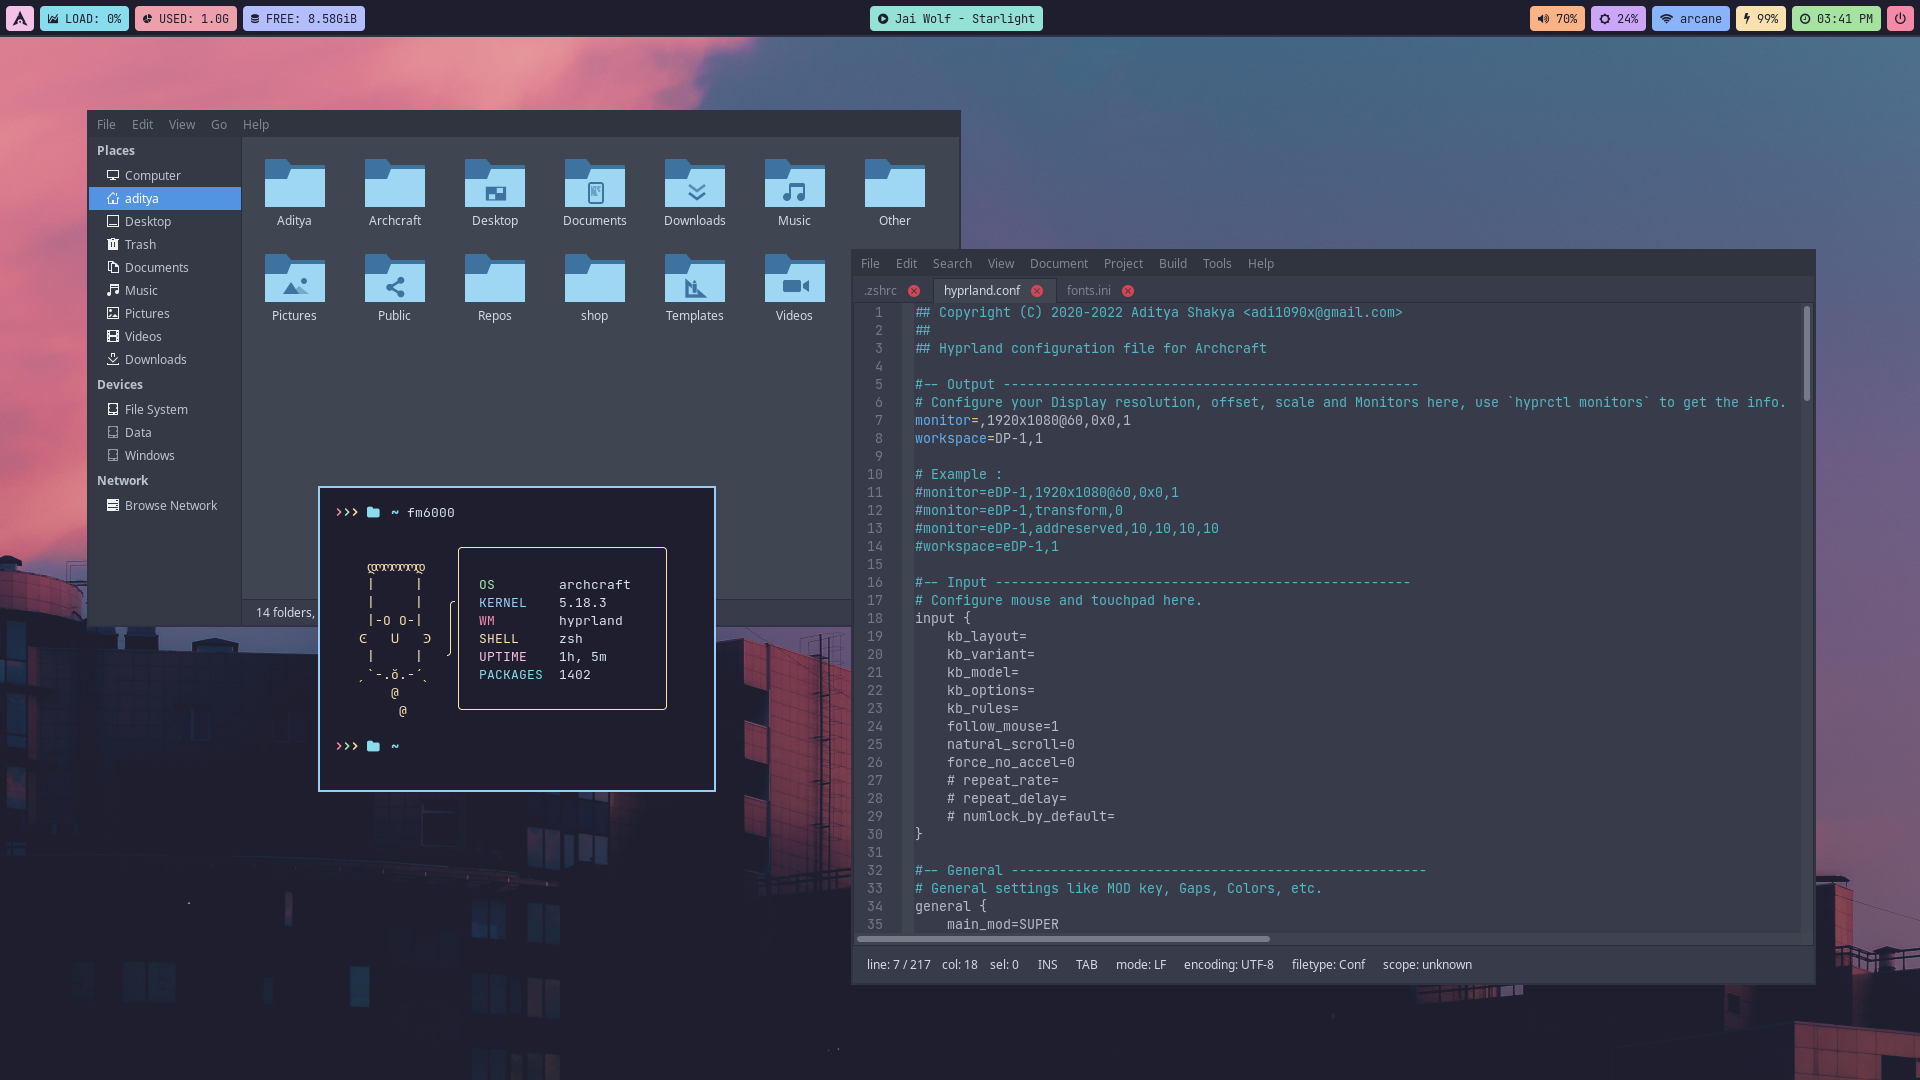 LOAD: 0%
USED: 1.0G
FREE: 8.58GiB
Jai Wolf - Starlight
70%
24%
arcane
99%
03:41 PM
File Edit View Go Help
Places
Computer
aditya
Desktop
Trash
Documents
Music
Pictures
Videos
Downloads
Devices
File System
Data
Windows
Network
Browse Network
Aditya Archcraft Desktop Documents Downloads Music Other
Pictures Public Repos shop Templates Videos
14 folders,
>>> ~ fm6000
OS archcraft
KERNEL 5.18.3
WM hyprland
SHELL zsh
UPTIME 1h, 5m
PACKAGES 1402
>>> ~
File Edit Search View Document Project Build Tools Help
.zshrc hyprland.conf fonts.ini
1 ## Copyright (C) 2020-2022 Aditya Shakya <adi1090x@gmail.com>
2 ##
3 ## Hyprland configuration file for Archcraft
4
5 #-- Output ----------------------------------------------------
6 # Configure your Display resolution, offset, scale and Monitors here, use `hyprctl monitors` to get the info.
7 monitor=,1920x1080@60,0x0,1
8 workspace=DP-1,1
9
10 # Example :
11 #monitor=eDP-1,1920x1080@60,0x0,1
12 #monitor=eDP-1,transform,0
13 #monitor=eDP-1,addreserved,10,10,10,10
14 #workspace=eDP-1,1
15
16 #-- Input ----------------------------------------------------
17 # Configure mouse and touchpad here.
18 input {
19     kb_layout=
20     kb_variant=
21     kb_model=
22     kb_options=
23     kb_rules=
24     follow_mouse=1
25     natural_scroll=0
26     force_no_accel=0
27     # repeat_rate=
28     # repeat_delay=
29     # numlock_by_default=
30 }
31
32 #-- General ----------------------------------------------------
33 # General settings like MOD key, Gaps, Colors, etc.
34 general {
35     main_mod=SUPER
line: 7 / 217 col: 18 sel: 0 INS TAB mode: LF encoding: UTF-8 filetype: Conf scope: unknown